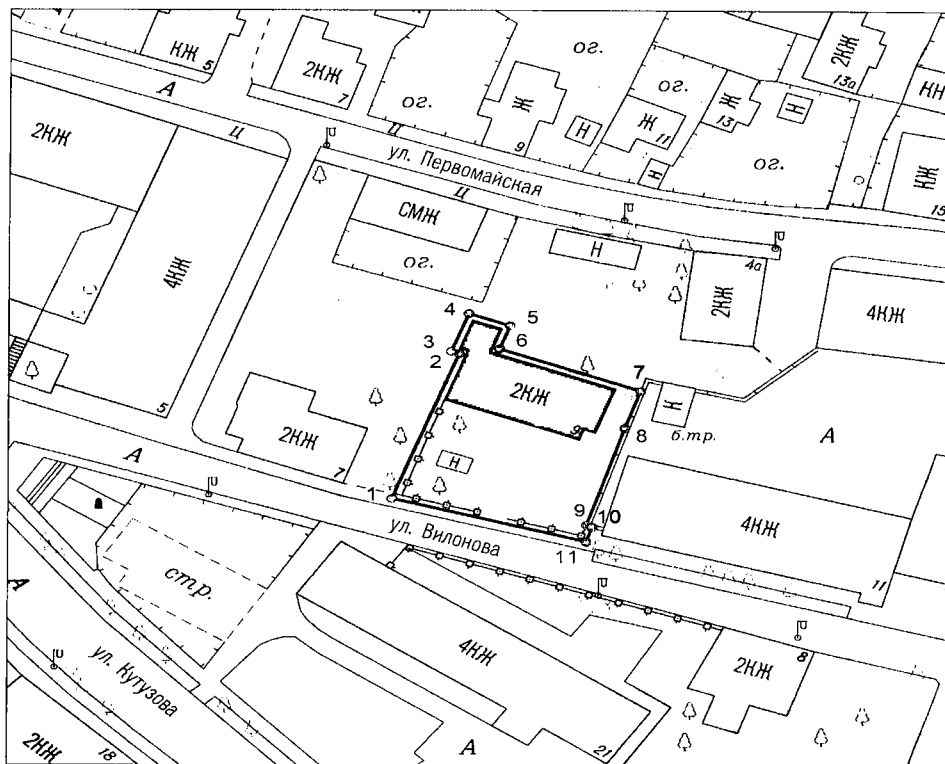 КЖ
5
2КЖ
7
А
ог.
ог.
ог.
Ж
9
Н
Ж
11
Н
Ж
13
Н
2КЖ
13а
КН
ог.
КЖ
15
2КЖ
Ц
Ц
ул. Первомайская
Ц
СМЖ
ог.
Н
4а
2КЖ
4КЖ
4КЖ
5
4
5
3
2
6
7
2КЖ
9
Н
8
б.тр.
А
2КЖ
7
Н
А
1
9
10
11
ул. Вилонова
4КЖ
11
стр.
А
ул. Кутузова
4КЖ
21
А
2КЖ
8
2КЖ
18